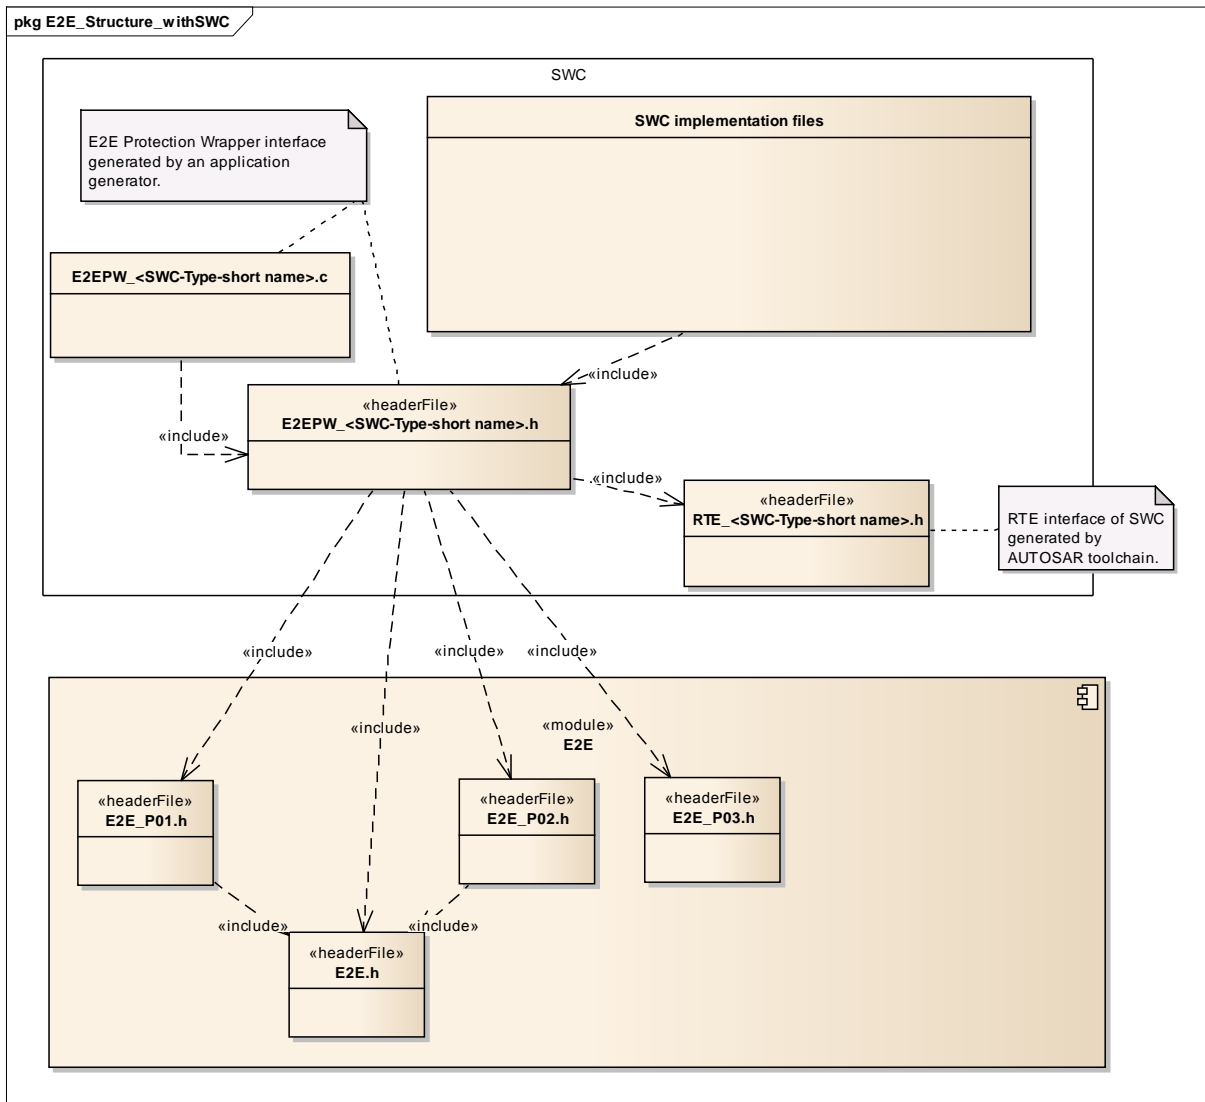 pkg E2E_Structure_withSWC
SWC
E2E Protection Wrapper interface
generated by an application
generator.
SWC implementation files
E2EPW_<SWC-Type-short name>.c
«include»
«headerFile»
E2EPW_<SWC-Type-short name>.h
«include»
«include»
«headerFile»
RTE_<SWC-Type-short name>.h
RTE interface of SWC
generated by
AUTOSAR toolchain.
«include»
«include»
«include»
«include»
«module»
E2E
«headerFile»
E2E_P01.h
«headerFile»
E2E_P02.h
«headerFile»
E2E_P03.h
«include»
«include»
«headerFile»
E2E.h